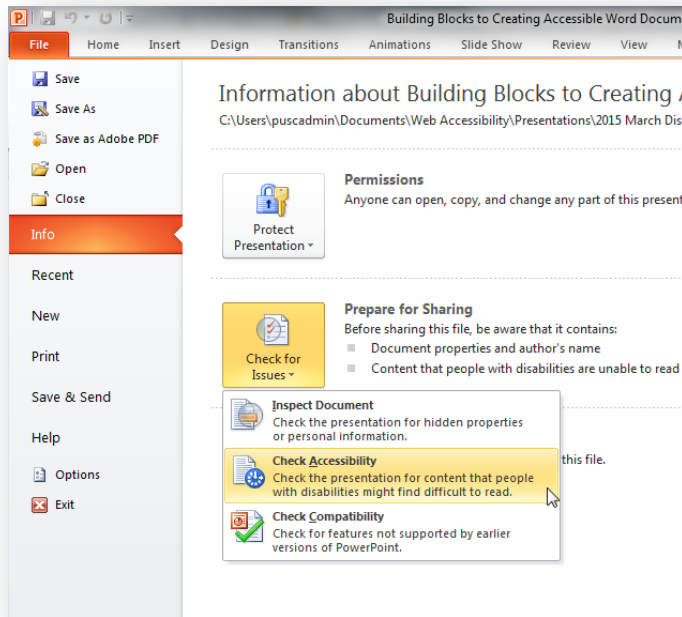 Building Blocks to Creating Accessible Word Docum
File Home Insert Design Transitions Animations Slide Show Review View
Save
Save As
Save as Adobe PDF
Open
Close
Info
Recent
New
Print
Save & Send
Help
Options
Exit
Information about Building Blocks to Creating
C:\Users\puscadmin\Documents\Web Accessibility\Presentations\2015 March Dis
Protect
Presentation
Permissions
Anyone can open, copy, and change any part of this present
Check for
Issues
Prepare for Sharing
Before sharing this file, be aware that it contains:
Document properties and author's name
Content that people with disabilities are unable to read
Inspect Document
Check the presentation for hidden properties
or personal information.
Check Accessibility
Check the presentation for content that people
with disabilities might find difficult to read.
this file.
Check Compatibility
Check for features not supported by earlier
versions of PowerPoint.